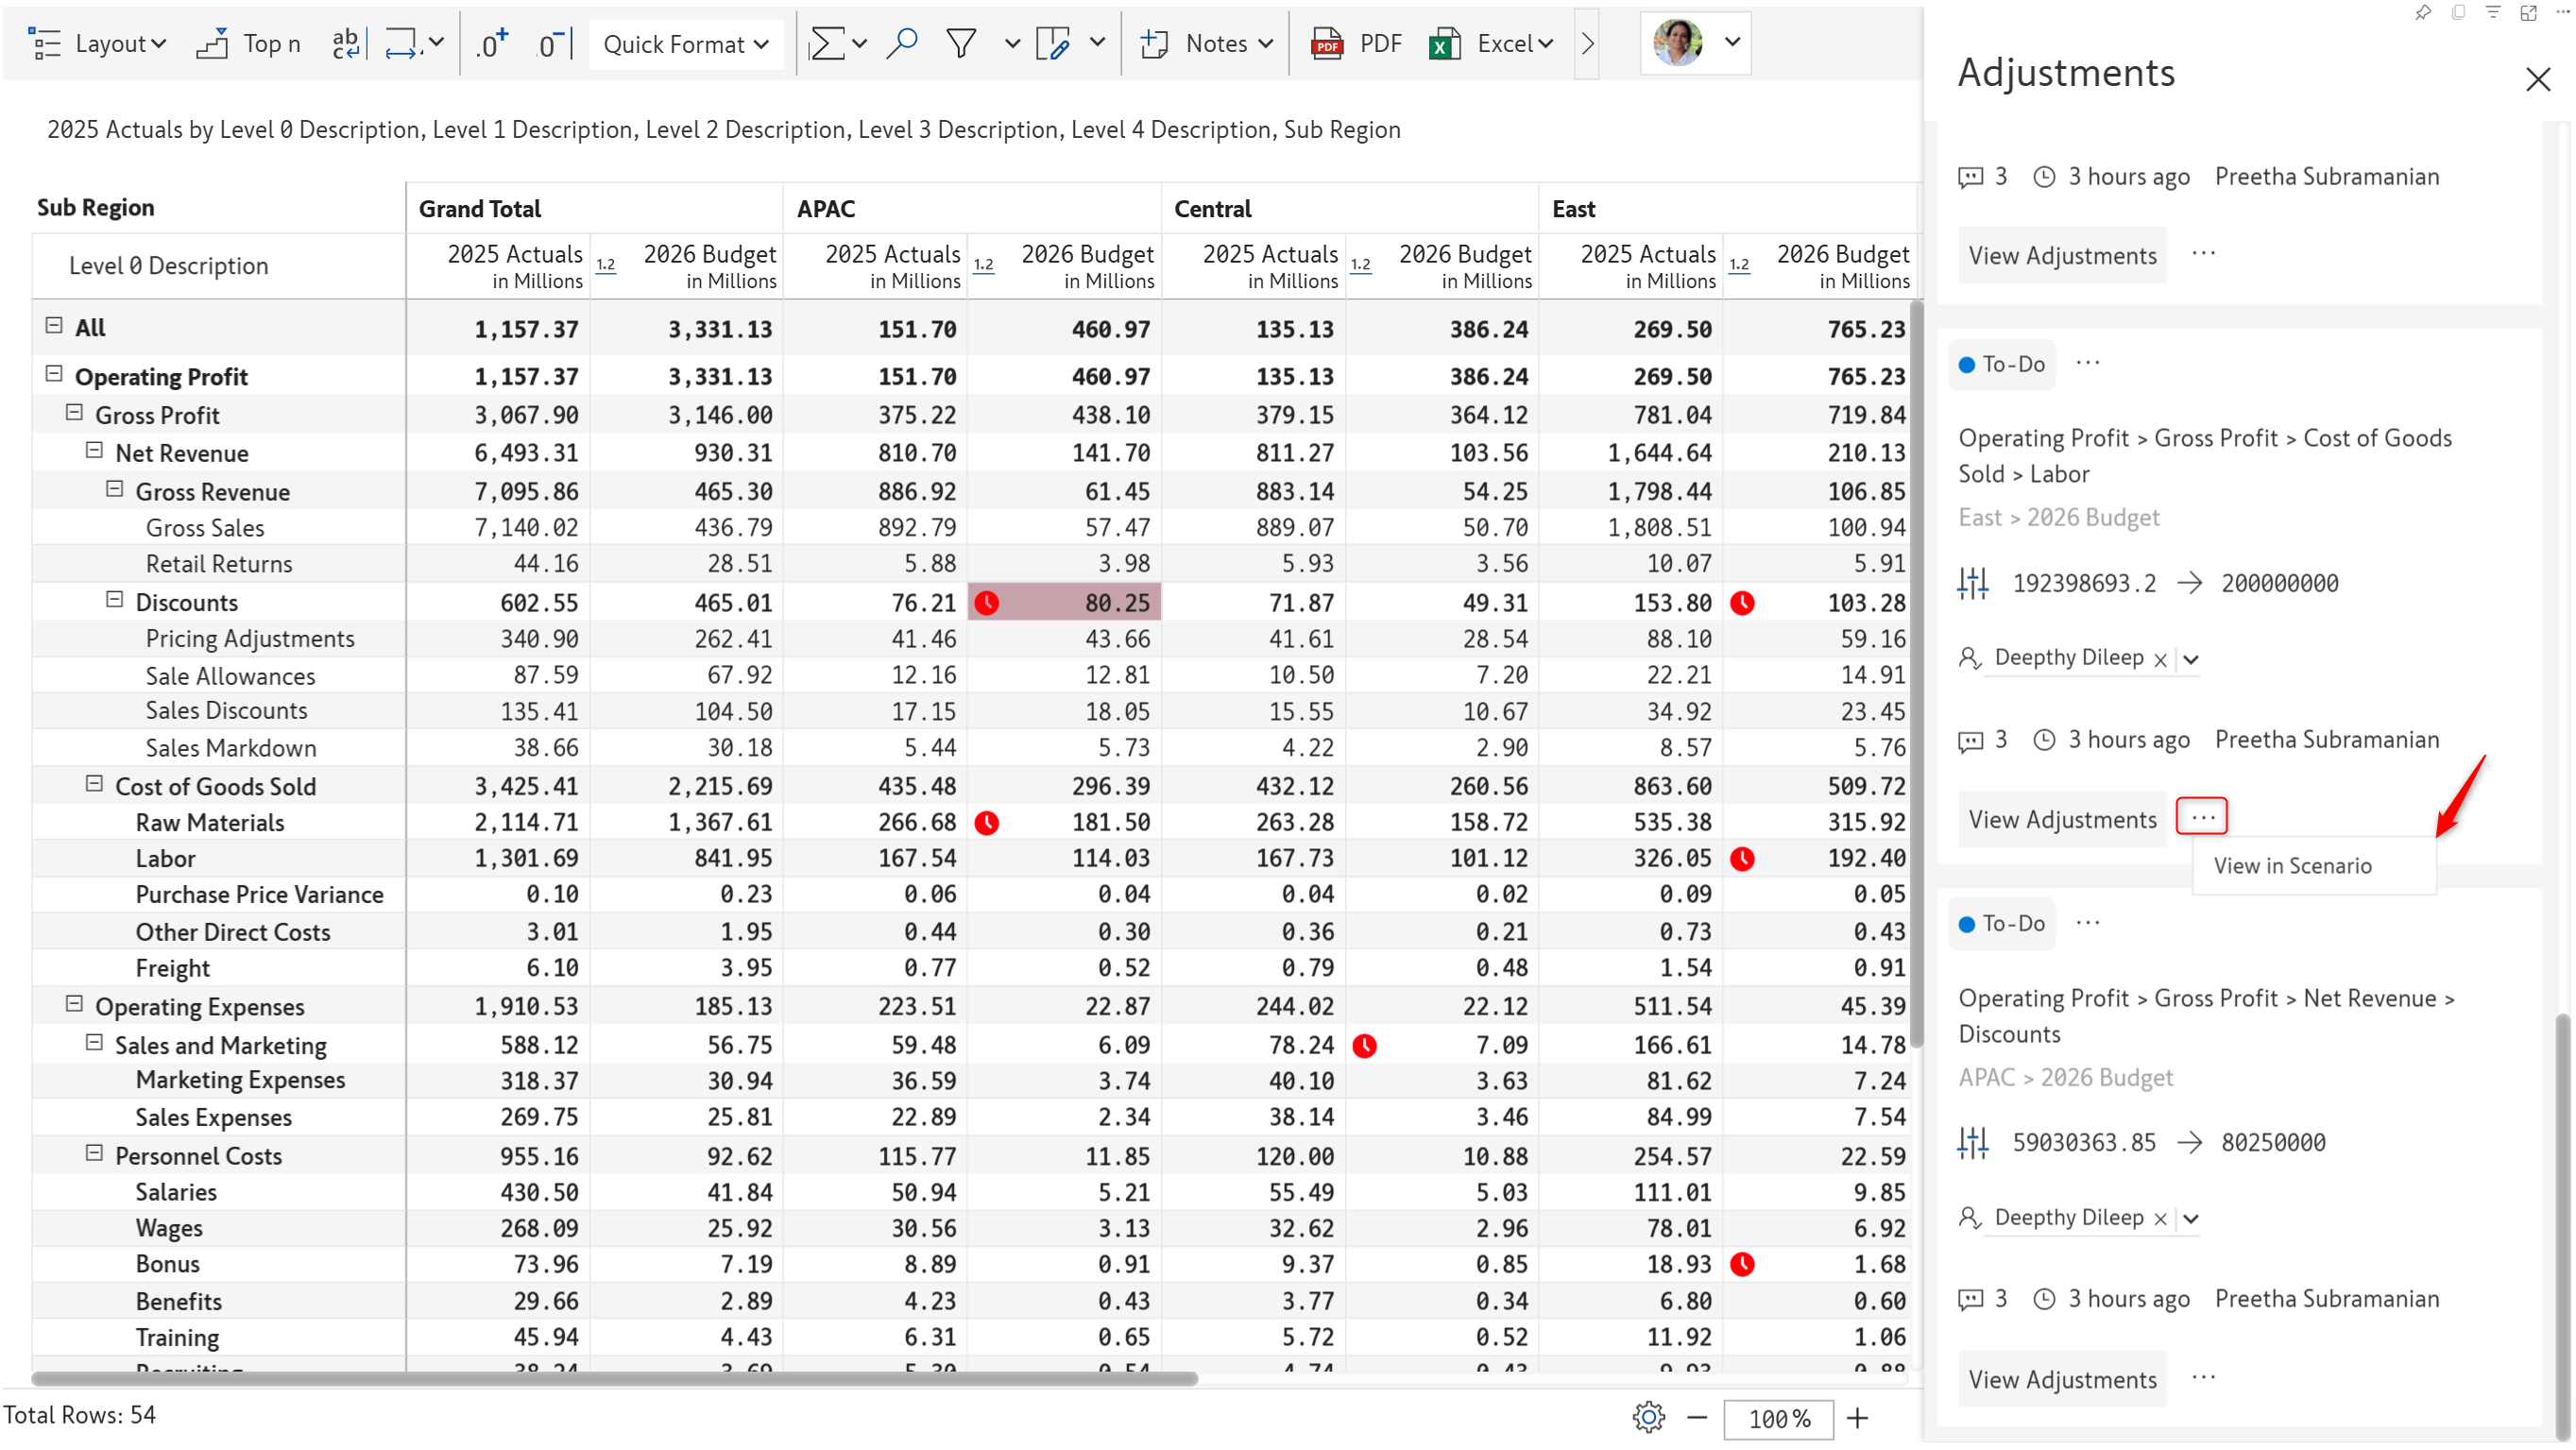 Layout Top n abc .0+ .0- Quick Format Notes PDF PDF X Excel
Adjustments
2025 Actuals by Level 0 Description, Level 1 Description, Level 2 Description, Level 3 Description, Level 4 Description, Sub Region
Sub Region Grand Total APAC Central East
Level 0 Description 2025 Actuals in Millions 1.2 2026 Budget in Millions 2025 Actuals in Millions 1.2 2026 Budget in Millions 2025 Actuals in Millions 1.2 2026 Budget in Millions 2025 Actuals in Millions 1.2 2026 Budget in Millions
All 1,157.37 3,331.13 151.70 460.97 135.13 386.24 269.50 765.23
Operating Profit 1,157.37 3,331.13 151.70 460.97 135.13 386.24 269.50 765.23
Gross Profit 3,067.90 3,146.00 375.22 438.10 379.15 364.12 781.04 719.84
Net Revenue 6,493.31 930.31 810.70 141.70 811.27 103.56 1,644.64 210.13
Gross Revenue 7,095.86 465.30 886.92 61.45 883.14 54.25 1,798.44 106.85
Gross Sales 7,140.02 436.79 892.79 57.47 889.07 50.70 1,808.51 100.94
Retail Returns 44.16 28.51 5.88 3.98 5.93 3.56 10.07 5.91
Discounts 602.55 465.01 76.21 80.25 71.87 49.31 153.80 103.28
Pricing Adjustments 340.90 262.41 41.46 43.66 41.61 28.54 88.10 59.16
Sale Allowances 87.59 67.92 12.16 12.81 10.50 7.20 22.21 14.91
Sales Discounts 135.41 104.50 17.15 18.05 15.55 10.67 34.92 23.45
Sales Markdown 38.66 30.18 5.44 5.73 4.22 2.90 8.57 5.76
Cost of Goods Sold 3,425.41 2,215.69 435.48 296.39 432.12 260.56 863.60 509.72
Raw Materials 2,114.71 1,367.61 266.68 181.50 263.28 158.72 535.38 315.92
Labor 1,301.69 841.95 167.54 114.03 167.73 101.12 326.05 192.40
Purchase Price Variance 0.10 0.23 0.06 0.04 0.04 0.02 0.09 0.05
Other Direct Costs 3.01 1.95 0.44 0.30 0.36 0.21 0.73 0.43
Freight 6.10 3.95 0.77 0.52 0.79 0.48 1.54 0.91
Operating Expenses 1,910.53 185.13 223.51 22.87 244.02 22.12 511.54 45.39
Sales and Marketing 588.12 56.75 59.48 6.09 78.24 7.09 166.61 14.78
Marketing Expenses 318.37 30.94 36.59 3.74 40.10 3.63 81.62 7.24
Sales Expenses 269.75 25.81 22.89 2.34 38.14 3.46 84.99 7.54
Personnel Costs 955.16 92.62 115.77 11.85 120.00 10.88 254.57 22.59
Salaries 430.50 41.84 50.94 5.21 55.49 5.03 111.01 9.85
Wages 268.09 25.92 30.56 3.13 32.62 2.96 78.01 6.92
Bonus 73.96 7.19 8.89 0.91 9.37 0.85 18.93 1.68
Benefits 29.66 2.89 4.23 0.43 3.77 0.34 6.80 0.60
Training 45.94 4.43 6.31 0.65 5.72 0.52 11.92 1.06
Total Rows: 54
100%
3 3 hours ago Preetha Subramanian
View Adjustments ...
To-Do ...
Operating Profit > Gross Profit > Cost of Goods
Sold > Labor
East > 2026 Budget
192398693.2 → 200000000
Deepthy Dileep
3 3 hours ago Preetha Subramanian
View Adjustments ...
View in Scenario
To-Do ...
Operating Profit > Gross Profit > Net Revenue >
Discounts
APAC > 2026 Budget
59030363.85 → 80250000
Deepthy Dileep
3 3 hours ago Preetha Subramanian
View Adjustments ...